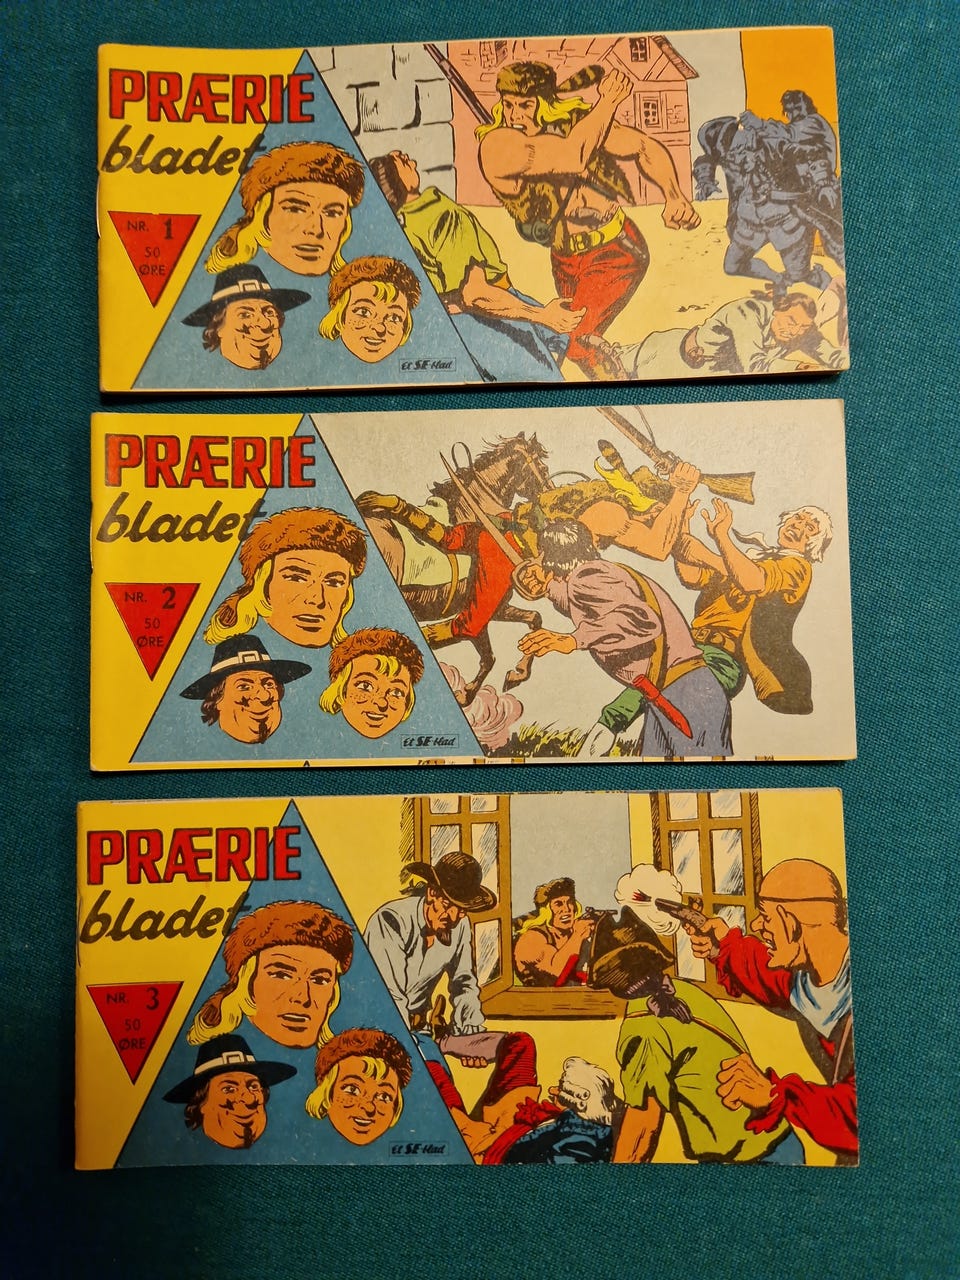 PRÆRIE
bladet
NR. 1
50
ØRE
Et SE-blad
PRÆRIE
bladet
NR. 2
50
ØRE
Et SE-blad
PRÆRIE
bladet
NR. 3
50
ØRE
Et SE-blad